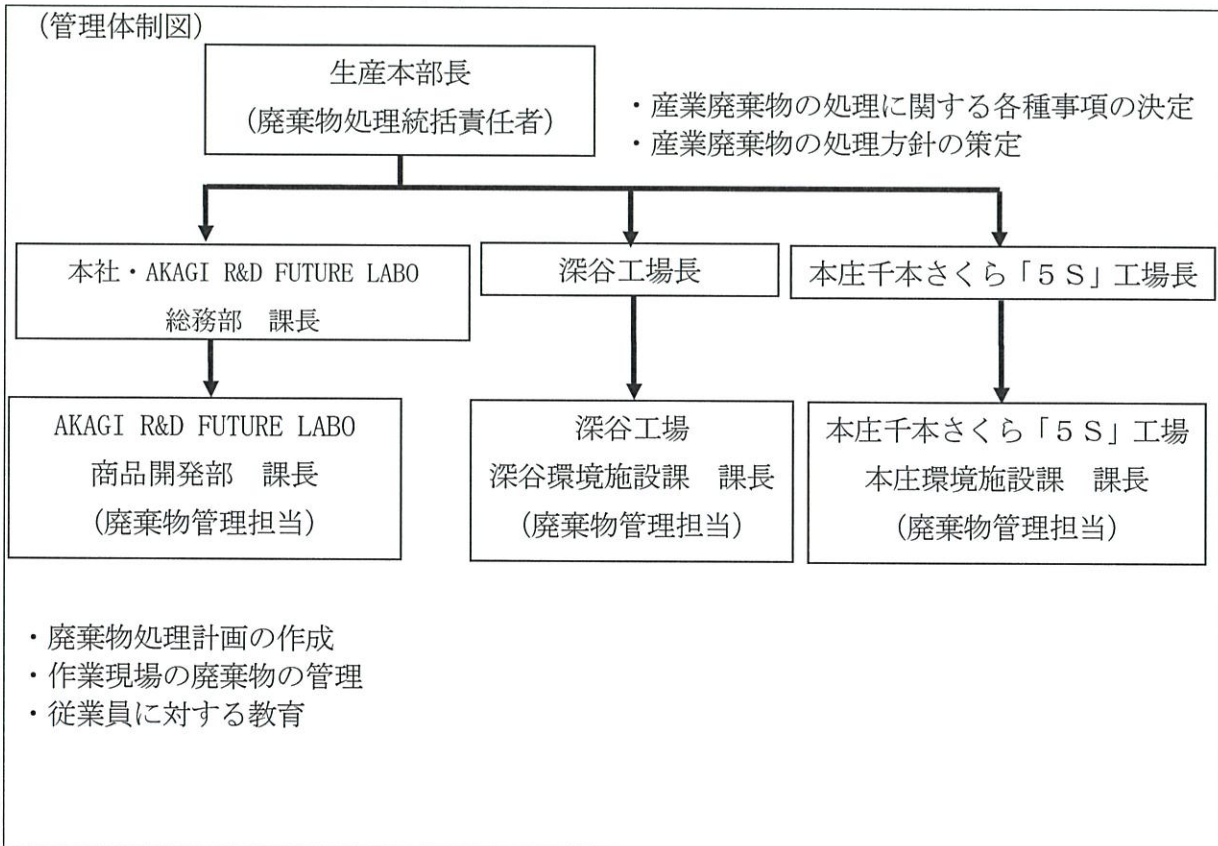 (管理体制図)
生産本部長
(廃棄物処理統括責任者)
・産業廃棄物の処理に関する各種事項の決定
・産業廃棄物の処理方針の策定
本社・AKAGI R&D FUTURE LABO
総務部　課長
深谷工場長
本庄千本さくら「５Ｓ」工場長
AKAGI R&D FUTURE LABO
商品開発部　課長
(廃棄物管理担当)
深谷工場
深谷環境施設課　課長
(廃棄物管理担当)
本庄千本さくら「５Ｓ」工場
本庄環境施設課　課長
(廃棄物管理担当)
・廃棄物処理計画の作成
・作業現場の廃棄物の管理
・従業員に対する教育